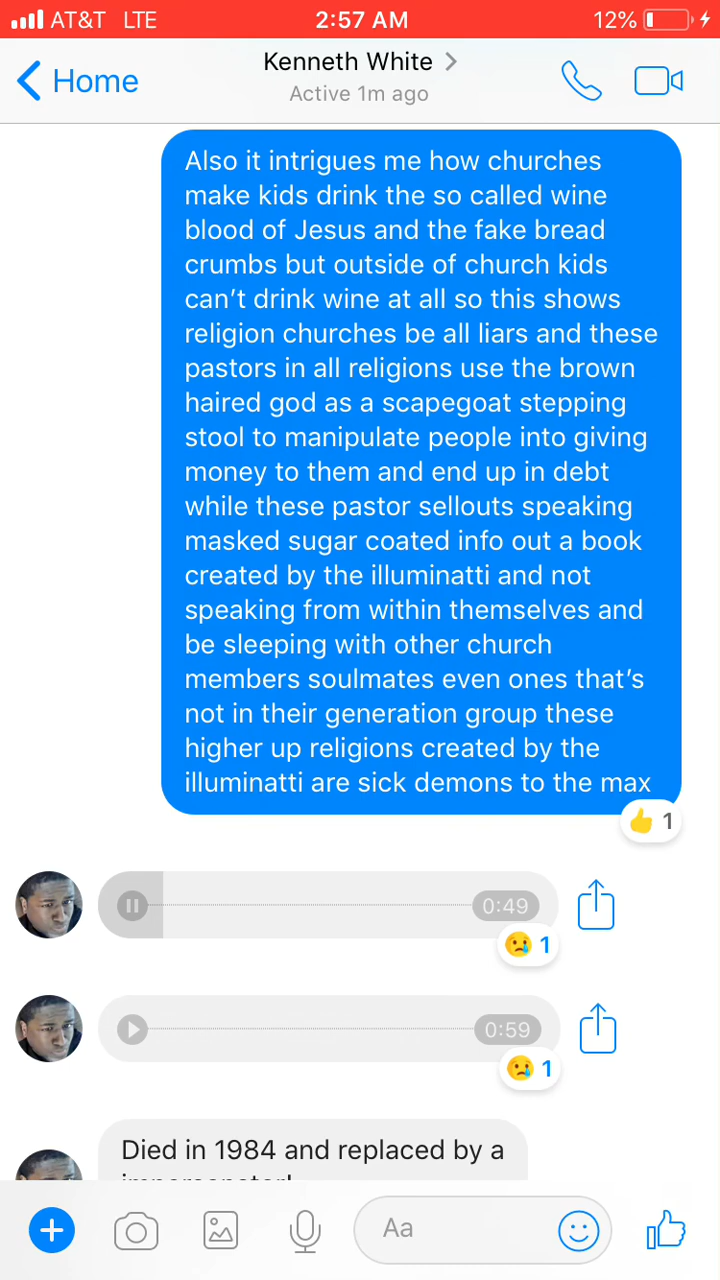 AT&T LTE 2:57 AM 12%
Home
Kenneth White
Active 1m ago
Also it intrigues me how churches
make kids drink the so called wine
blood of Jesus and the fake bread
crumbs but outside of church kids
can't drink wine at all so this shows
religion churches be all liars and these
pastors in all religions use the brown
haired god as a scapegoat stepping
stool to manipulate people into giving
money to them and end up in debt
while these pastor sellouts speaking
masked sugar coated info out a book
created by the illuminatti and not
speaking from within themselves and
be sleeping with other church
members soulmates even ones that's
not in their generation group these
higher up religions created by the
illuminatti are sick demons to the max
1
0:49
1
0:59
1
Died in 1984 and replaced by a
Aa